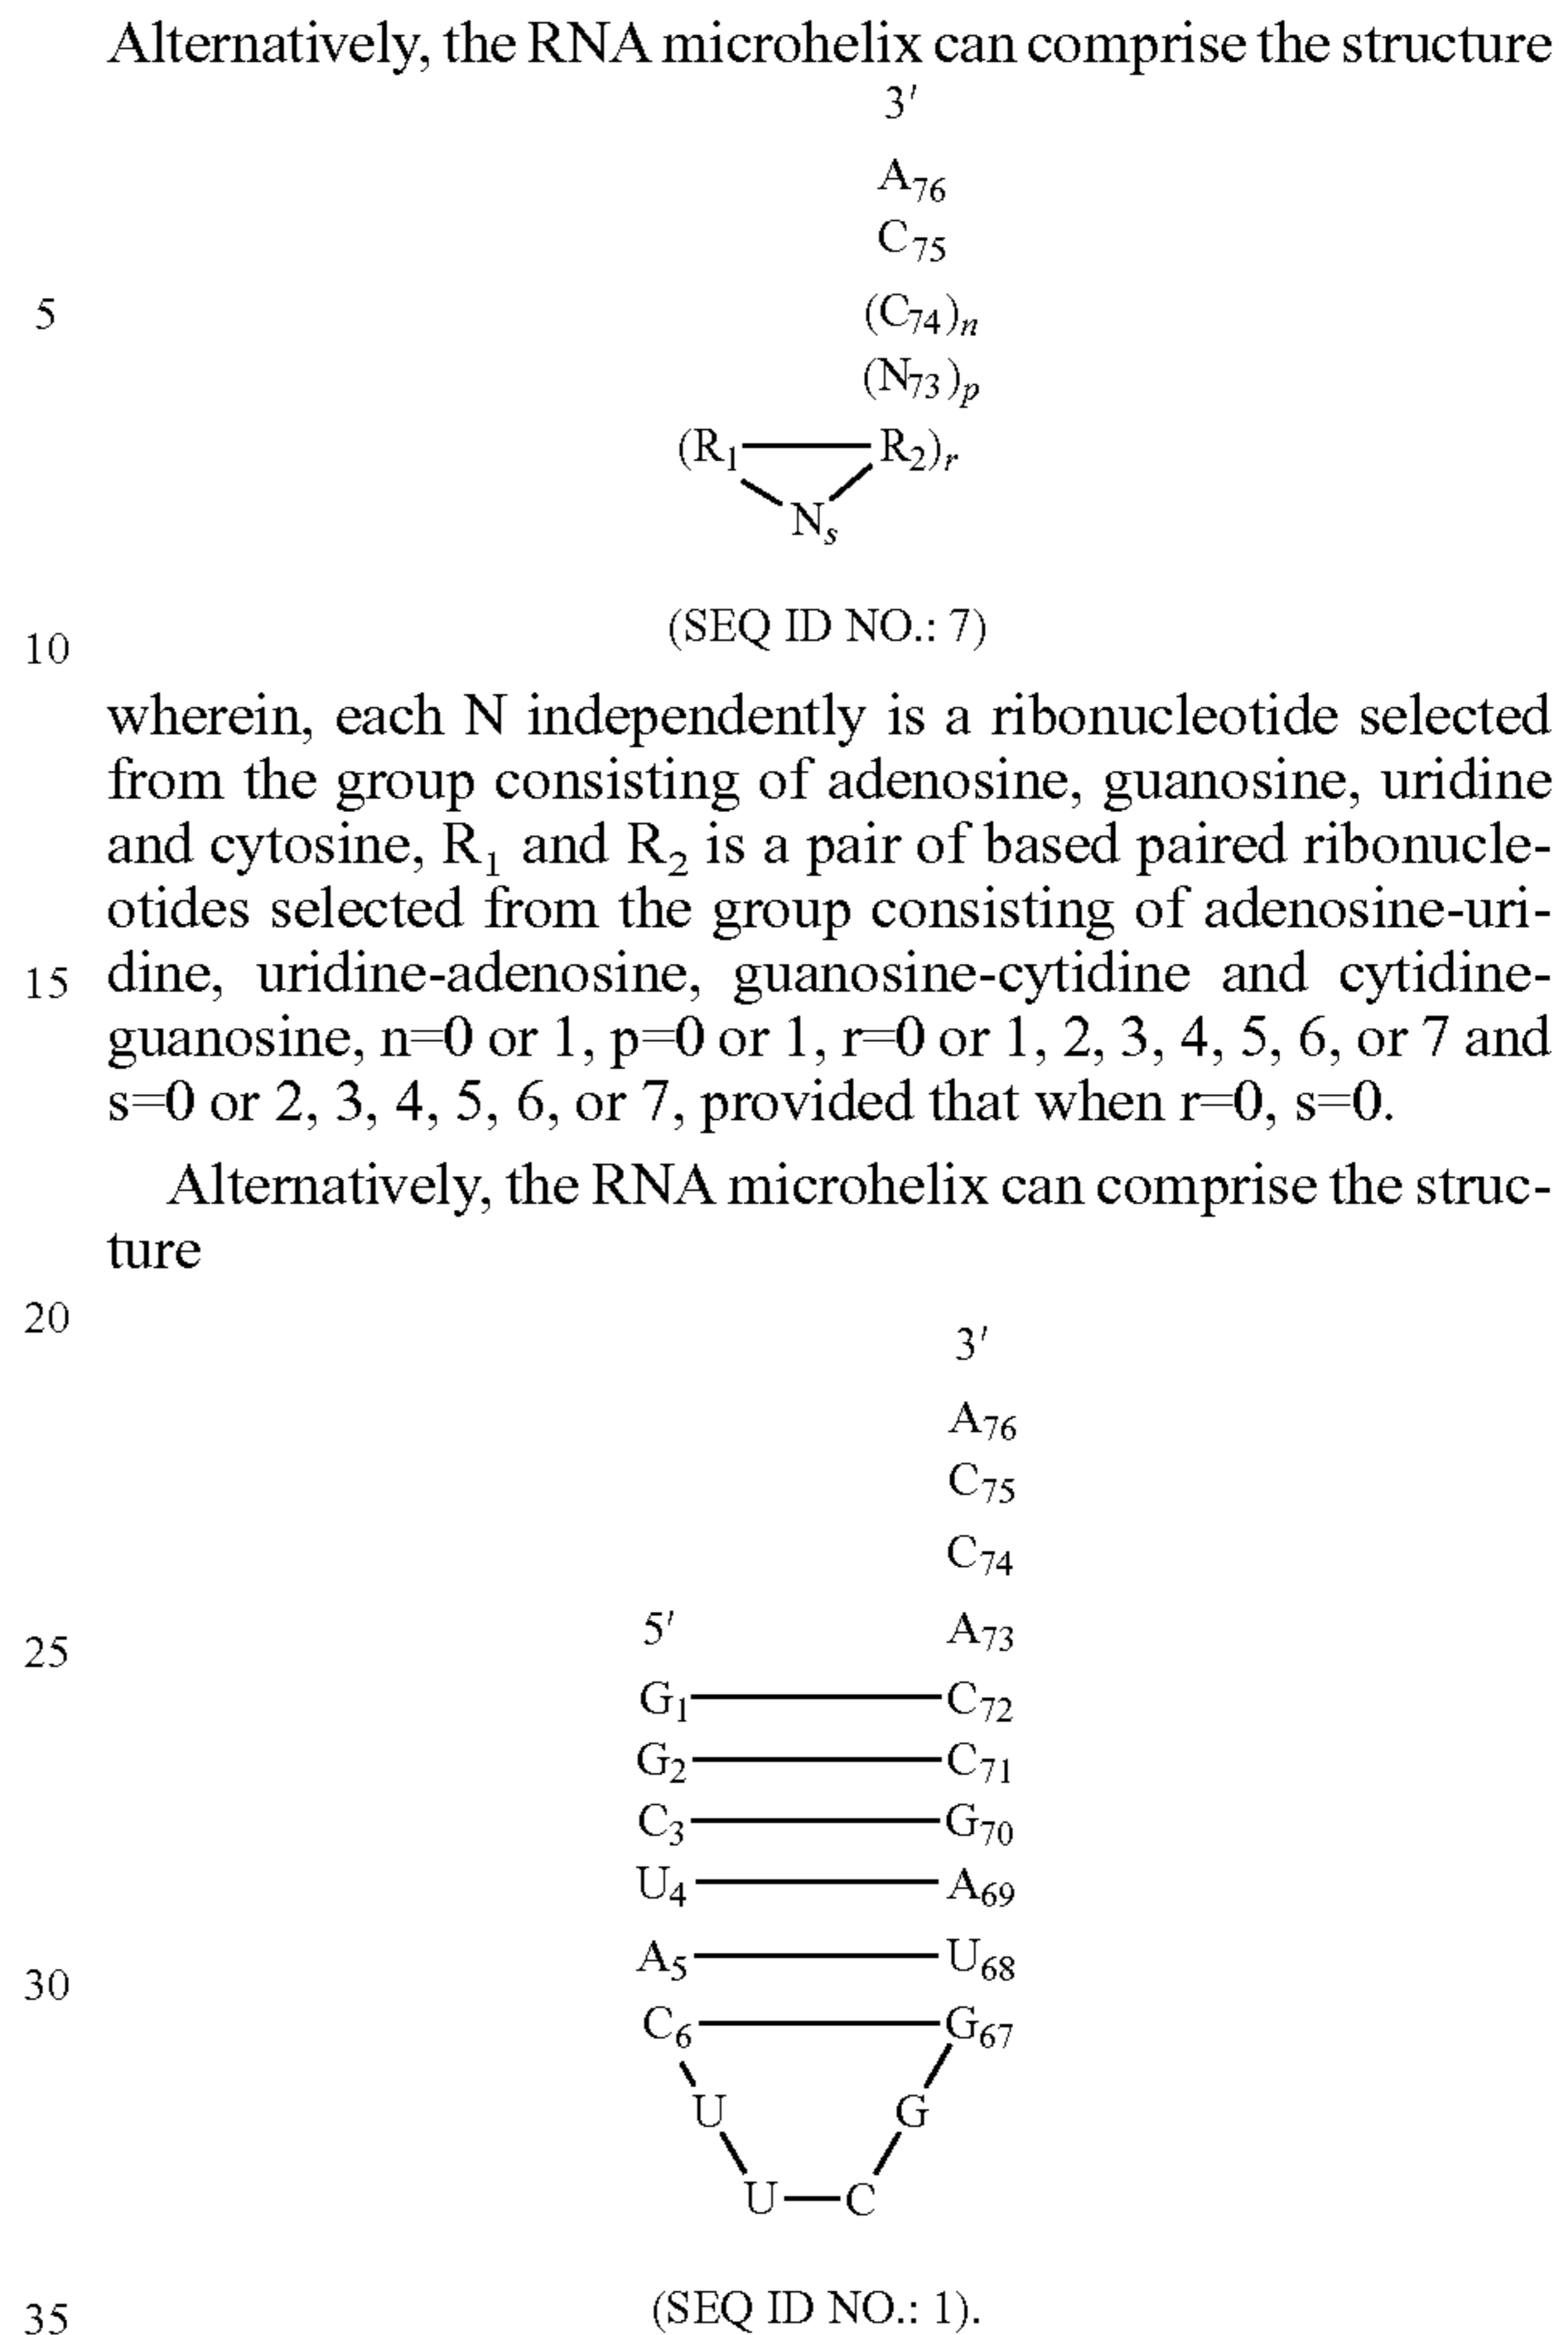 Alternatively, the RNA microhelix can comprise the structure
3′
A76
C75
5
(C74)n
(N73)p
(R1 R2)r
Ns
(SEQ ID NO.: 7)
10
wherein, each N independently is a ribonucleotide selected
from the group consisting of adenosine, guanosine, uridine
and cytosine, R1 and R2 is a pair of based paired ribonucle-
otides selected from the group consisting of adenosine-uri-
15 dine, uridine-adenosine, guanosine-cytidine and cytidine-
guanosine, n=0 or 1, p=0 or 1, r=0 or 1, 2, 3, 4, 5, 6, or 7 and
s=0 or 2, 3, 4, 5, 6, or 7, provided that when r=0, s=0.
Alternatively, the RNA microhelix can comprise the struc-
ture
20
3′
A76
C75
C74
5′ A73
25
G1 C72
G2 C71
C3 G70
U4 A69
A5 U68
30
C6 G67
U G
U C
(SEQ ID NO.: 1).
35